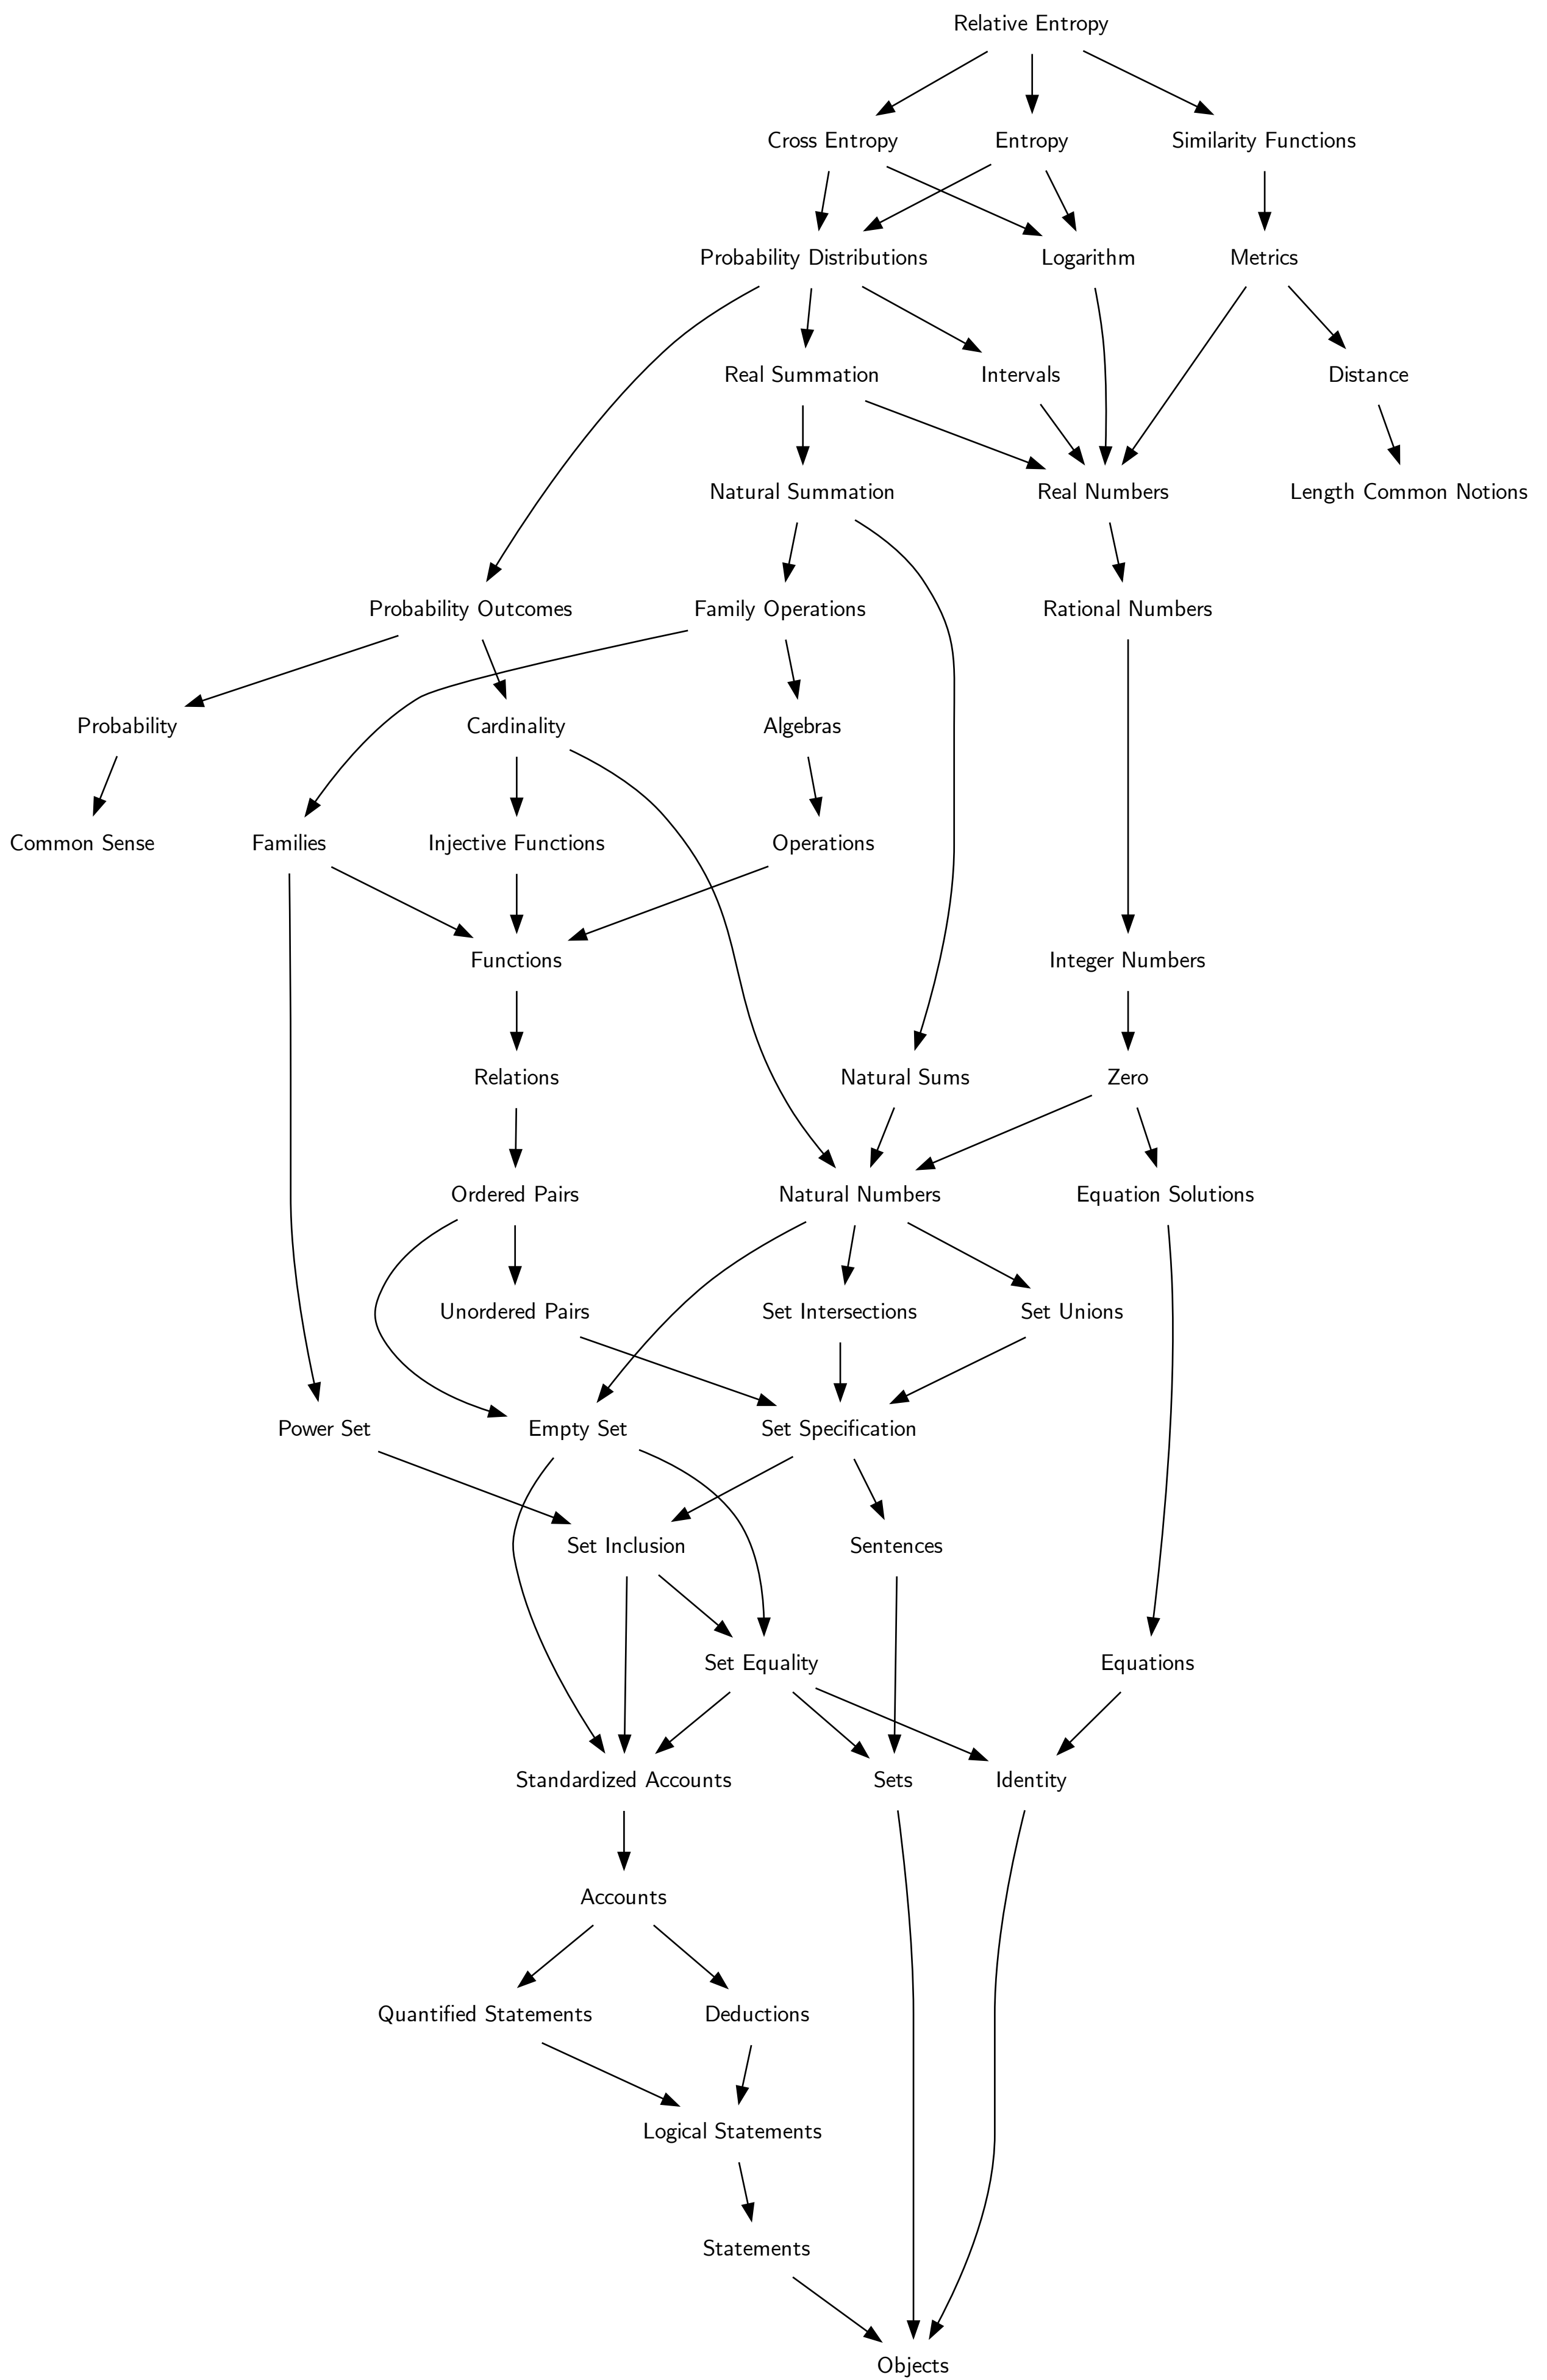 Relative Entropy
Cross Entropy
Entropy
Similarity Functions
Probability Distributions
Logarithm
Metrics
Real Summation
Intervals
Distance
Natural Summation
Real Numbers
Length Common Notions
Probability Outcomes
Family Operations
Rational Numbers
Probability
Cardinality
Algebras
Common Sense
Families
Injective Functions
Operations
Functions
Integer Numbers
Relations
Natural Sums
Zero
Ordered Pairs
Natural Numbers
Equation Solutions
Unordered Pairs
Set Intersections
Set Unions
Power Set
Empty Set
Set Specification
Set Inclusion
Sentences
Set Equality
Equations
Standardized Accounts
Sets
Identity
Accounts
Quantified Statements
Deductions
Logical Statements
Statements
Objects